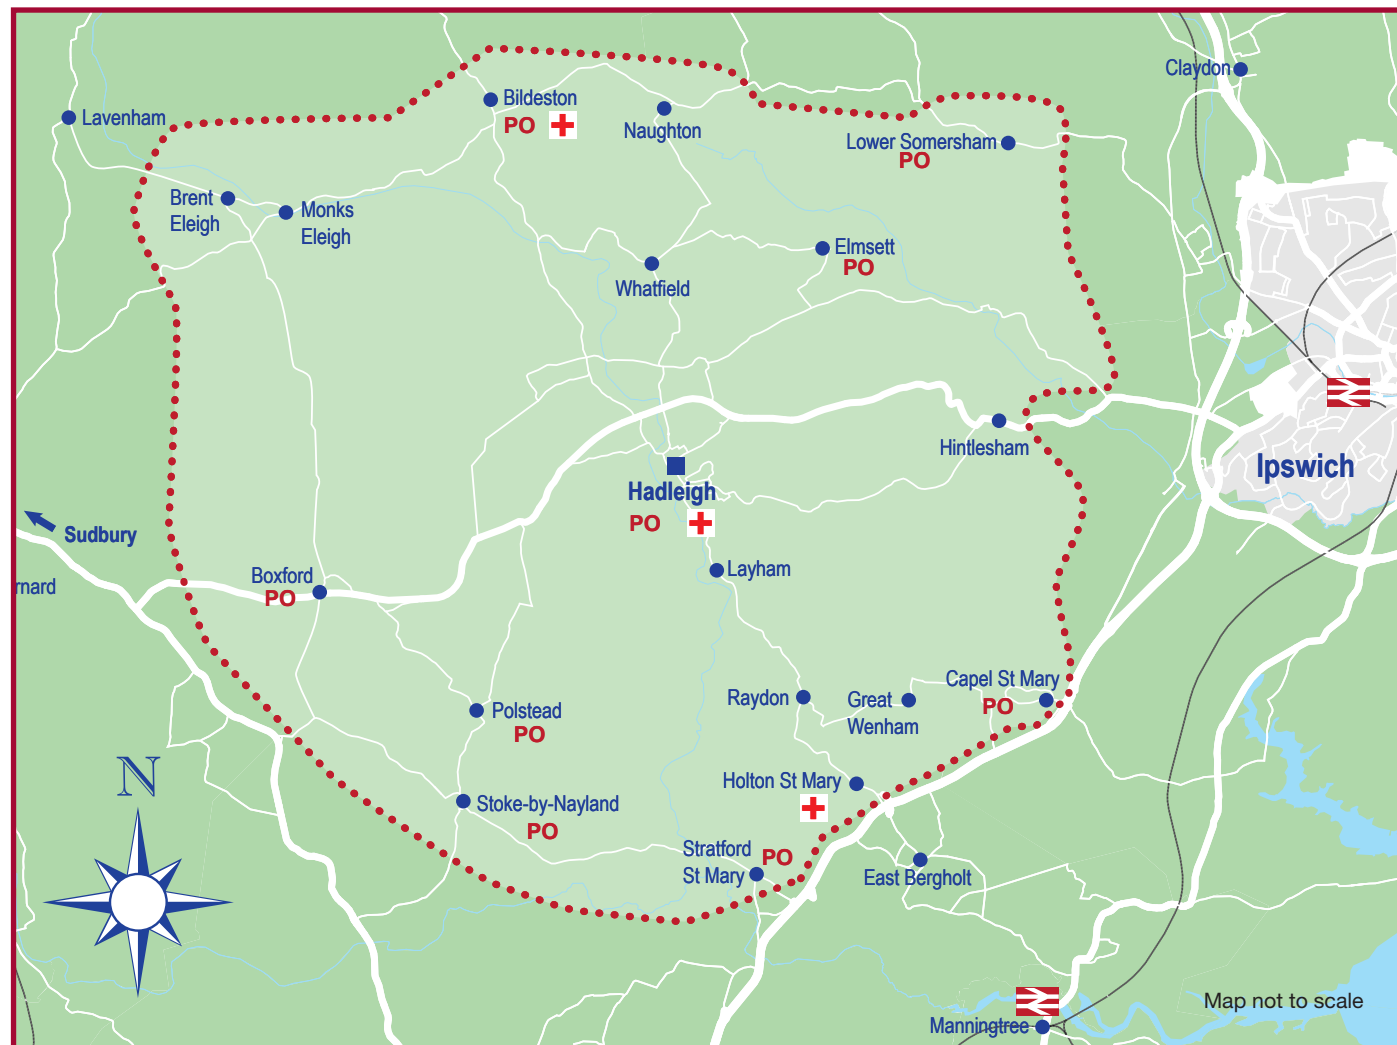 Claydon
Bildeston
PO
Lavenham
Naughton
Lower Somersham
PO
Brent
Eleigh
Monks
Eleigh
Elmsett
PO
Whatfield
Hintlesham
Ipswich
Hadleigh
PO
Sudbury
Layham
Boxford
PO
rnard
Capel St Mary
PO
Raydon
Great
Wenham
Polstead
PO
N
Holton St Mary
Stoke-by-Nayland
PO
Stratford
St Mary
PO
East Bergholt
Map not to scale
Manningtree